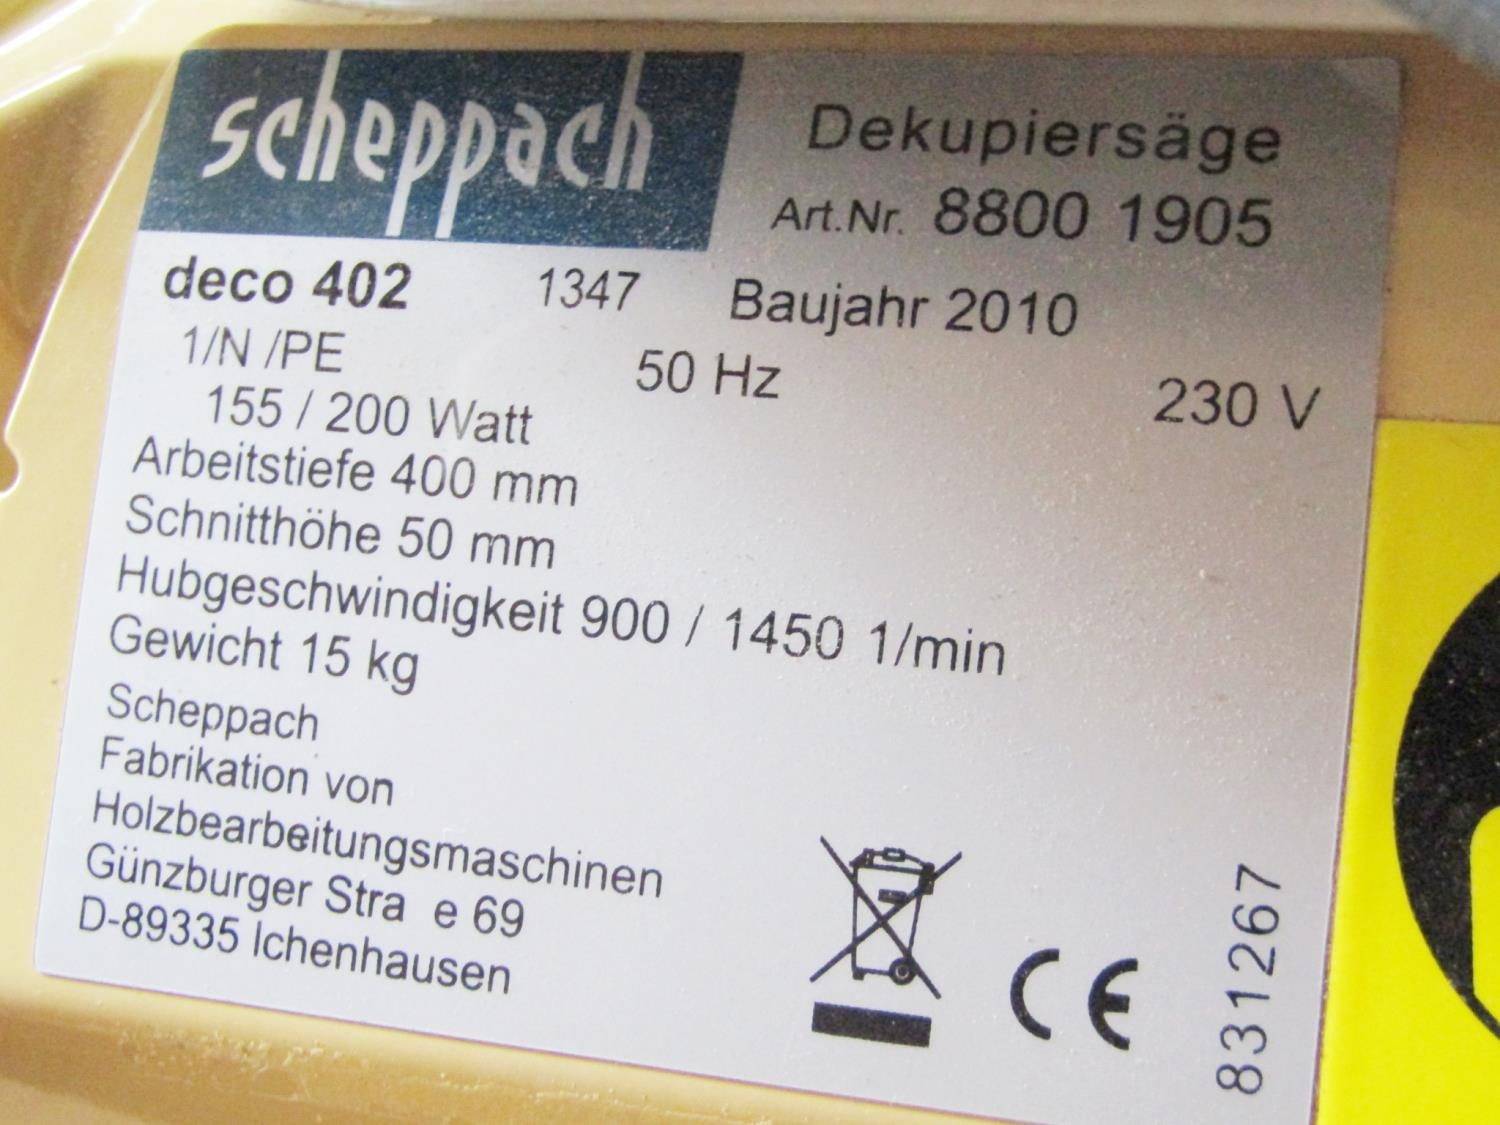 scheppach
Dekupiersäge
Art.Nr. 8800 1905
deco 402 1347 Baujahr 2010
1/N /PE 50 Hz 230 V
155 / 200 Watt
Arbeitstiefe 400 mm
Schnitthöhe 50 mm
Hubgeschwindigkeit 900 / 1450 1/min
Gewicht 15 kg
Scheppach
Fabrikation von
Holzbearbeitungsmaschinen
Günzburger Stra e 69
D-89335 Ichenhausen
CE
831267